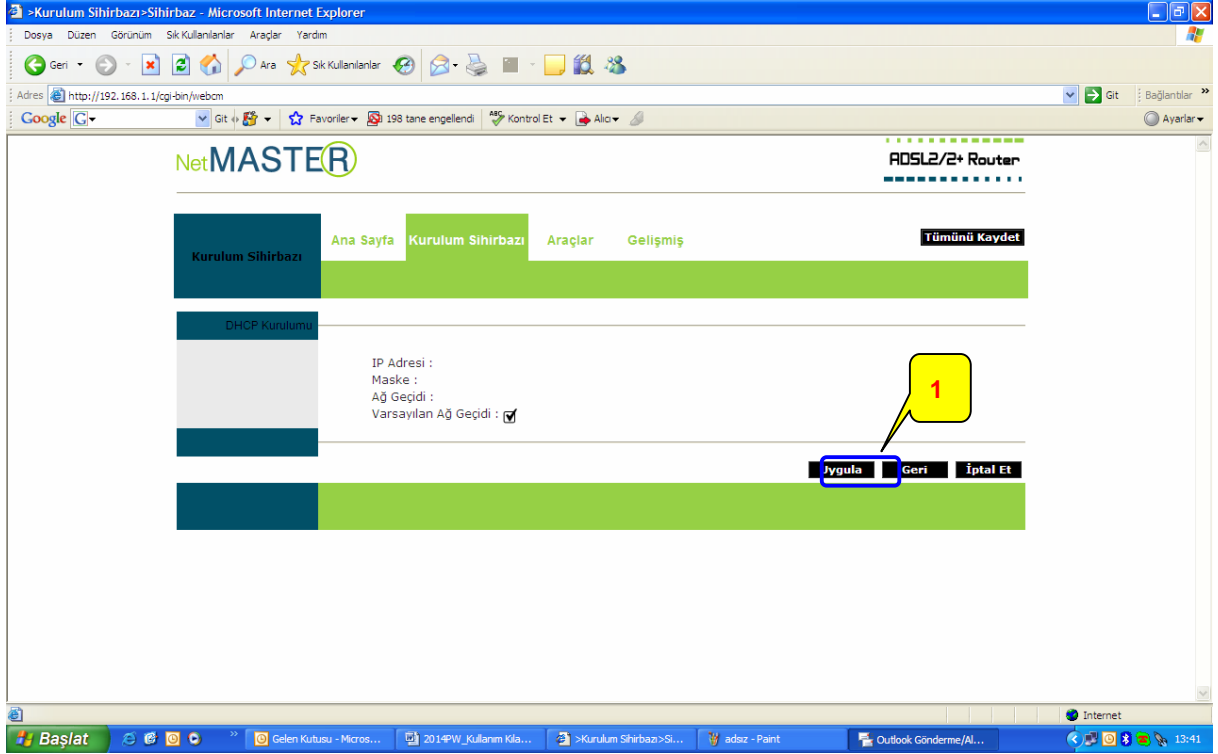 >Kurulum Sihirbazı>Sihirbaz - Microsoft Internet Explorer
Dosya Düzen Görünüm Sık Kullanılanlar Araçlar Yardım
Geri Ara Sık Kullanılanlar
Adres http://192.168.1.1/cgi-bin/webcm Git Bağlantılar »
Google G Git Favoriler 198 tane engellendi ABC Kontrol Et Alıcı Ayarlar
NetMASTER
ADSL2/2+ Router
Kurulum Sihirbazı
Ana Sayfa Kurulum Sihirbazı Araçlar Gelişmiş
Tümünü Kaydet
DHCP Kurulumu
IP Adresi :
Maske :
Ağ Geçidi :
Varsayılan Ağ Geçidi :
1
Uygula Geri İptal Et
Internet
Başlat » Gelen Kutusu - Micros... 2014PW_Kullanım Kıla... >Kurulum Sihirbazı>Si... adsız - Paint Outlook Gönderme/Al... 13:41